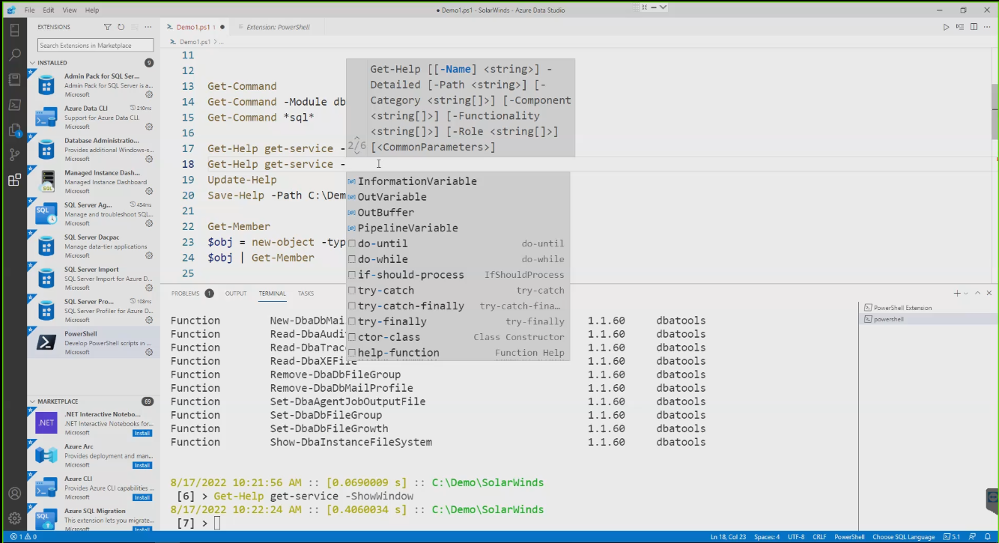 File Edit View Help
● Demo1.ps1 - SolarWinds - Azure Data Studio
EXTENSIONS
Search Extensions in Marketplace
INSTALLED 9
Admin Pack for SQL Ser...
Admin Pack for SQL Server is a...
Microsoft
Azure Data CLI 210ms
Support for Azure Data CLI.
Microsoft
Database Administratio...
Provides additional Windows-s...
Microsoft
Managed Instance Dash...
Managed Instance Dashboard
Microsoft
SQL
SQL Server Ag... 434ms
Manage and troubleshoot SQL...
Microsoft
SQL
SQL Server Dacpac
Manage data-tier applications
Microsoft
SQL Server Import
SQL Server Import for Azure D...
Microsoft
SQL Server Pro... 108ms
SQL Server Profiler for Azure D...
Microsoft
PowerShell
Develop PowerShell scripts in ...
Microsoft
MARKETPLACE 69
.NET
.NET Interactive Notebo...
.NET Interactive Notebooks for...
Microsoft Install
Azure Arc
Provides deployment and man...
Microsoft Install
Azure CLI
Provides Azure CLI capabilities ...
Microsoft Install
SQL
Azure SQL Migration
This extension lets you migrate...
Microsoft Install
1
Demo1.ps1 1 ●
Extension: PowerShell
Demo1.ps1 > ...
11
12
13 Get-Command
14 Get-Command -Module db
15 Get-Command *sql*
16
17 Get-Help get-service -
18 Get-Help get-service -
19 Update-Help
20 Save-Help -Path C:\Dem
21
22 Get-Member
23 $obj = new-object -typ
24 $obj | Get-Member
25
Get-Help [[-Name] <string>] -
Detailed [-Path <string>] [-
Category <string[]>] [-Component
<string[]>] [-Functionality
<string[]>] [-Role <string[]>]
2/6 [<CommonParameters>]
InformationVariable
OutVariable
OutBuffer
PipelineVariable
do-until do-until
do-while do-while
if-should-process IfShouldProcess
try-catch try-catch
try-catch-finally try-catch-fina...
try-finally try-finally
ctor-class Class Constructor
help-function Function Help
PROBLEMS 1 OUTPUT TERMINAL TASKS
Function New-DbaDbMai 1.1.60 dbatools
Function Read-DbaAudi 1.1.60 dbatools
Function Read-DbaTrac 1.1.60 dbatools
Function Read-DbaXEFile 1.1.60 dbatools
Function Remove-DbaDbFileGroup 1.1.60 dbatools
Function Remove-DbaDbMailProfile 1.1.60 dbatools
Function Set-DbaAgentJobOutputFile 1.1.60 dbatools
Function Set-DbaDbFileGroup 1.1.60 dbatools
Function Set-DbaDbFileGrowth 1.1.60 dbatools
Function Show-DbaInstanceFileSystem 1.1.60 dbatools
8/17/2022 10:21:56 AM :: [0.0690009 s] :: C:\Demo\SolarWinds
[6] > Get-Help get-service -ShowWindow
8/17/2022 10:22:24 AM :: [0.4060034 s] :: C:\Demo\SolarWinds
[7] >
PowerShell Extension
powershell
1 0
Ln 18, Col 23 Spaces: 4 UTF-8 CRLF PowerShell Choose SQL Language 5.1